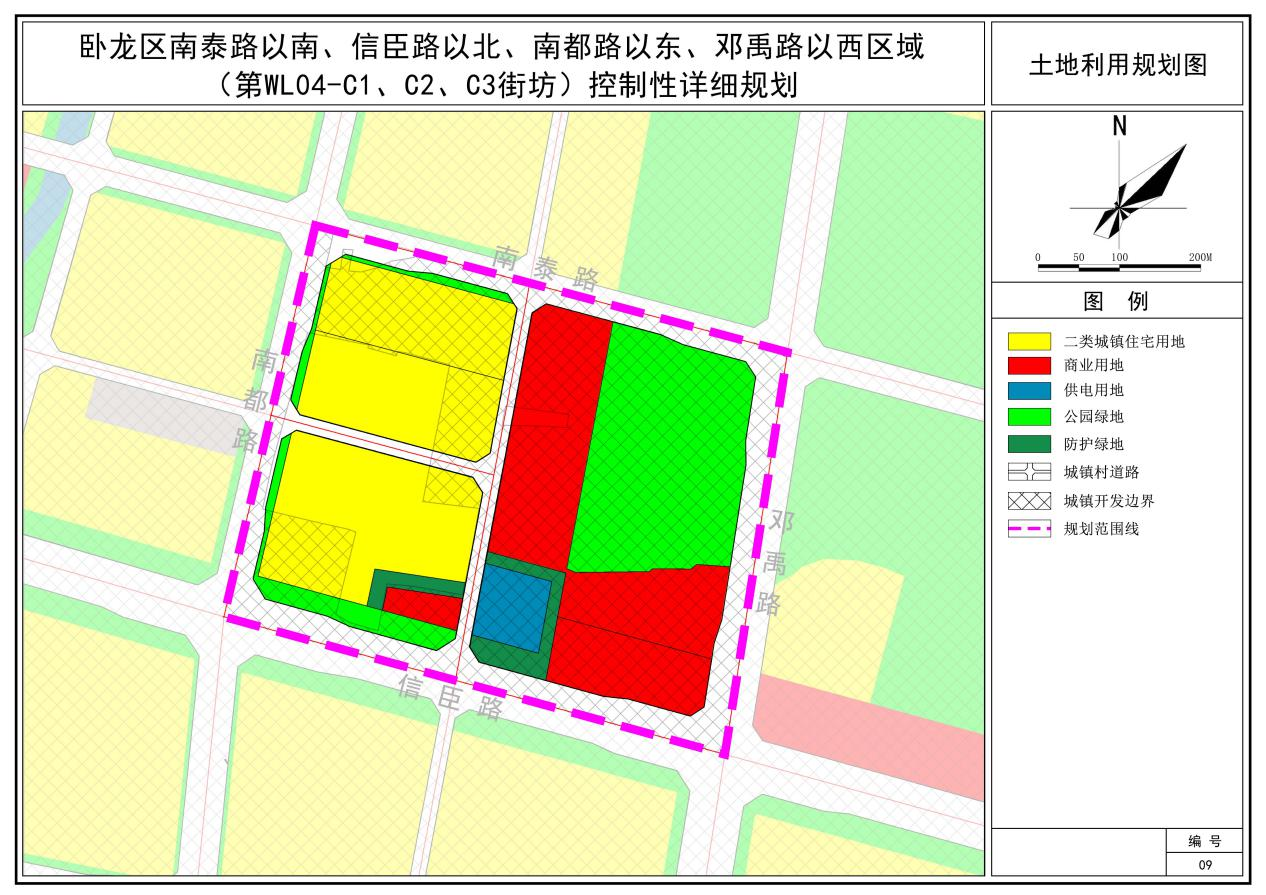 卧龙区南泰路以南、信臣路以北、南都路以东、邓禹路以西区域
（第WL04-C1、C2、C3街坊）控制性详细规划
土地利用规划图
N
0 50 100 200M
图 例
二类城镇住宅用地
商业用地
供电用地
公园绿地
防护绿地
城镇村道路
城镇开发边界
规划范围线
南泰路
南都路
邓禹路
信臣路
编 号
09